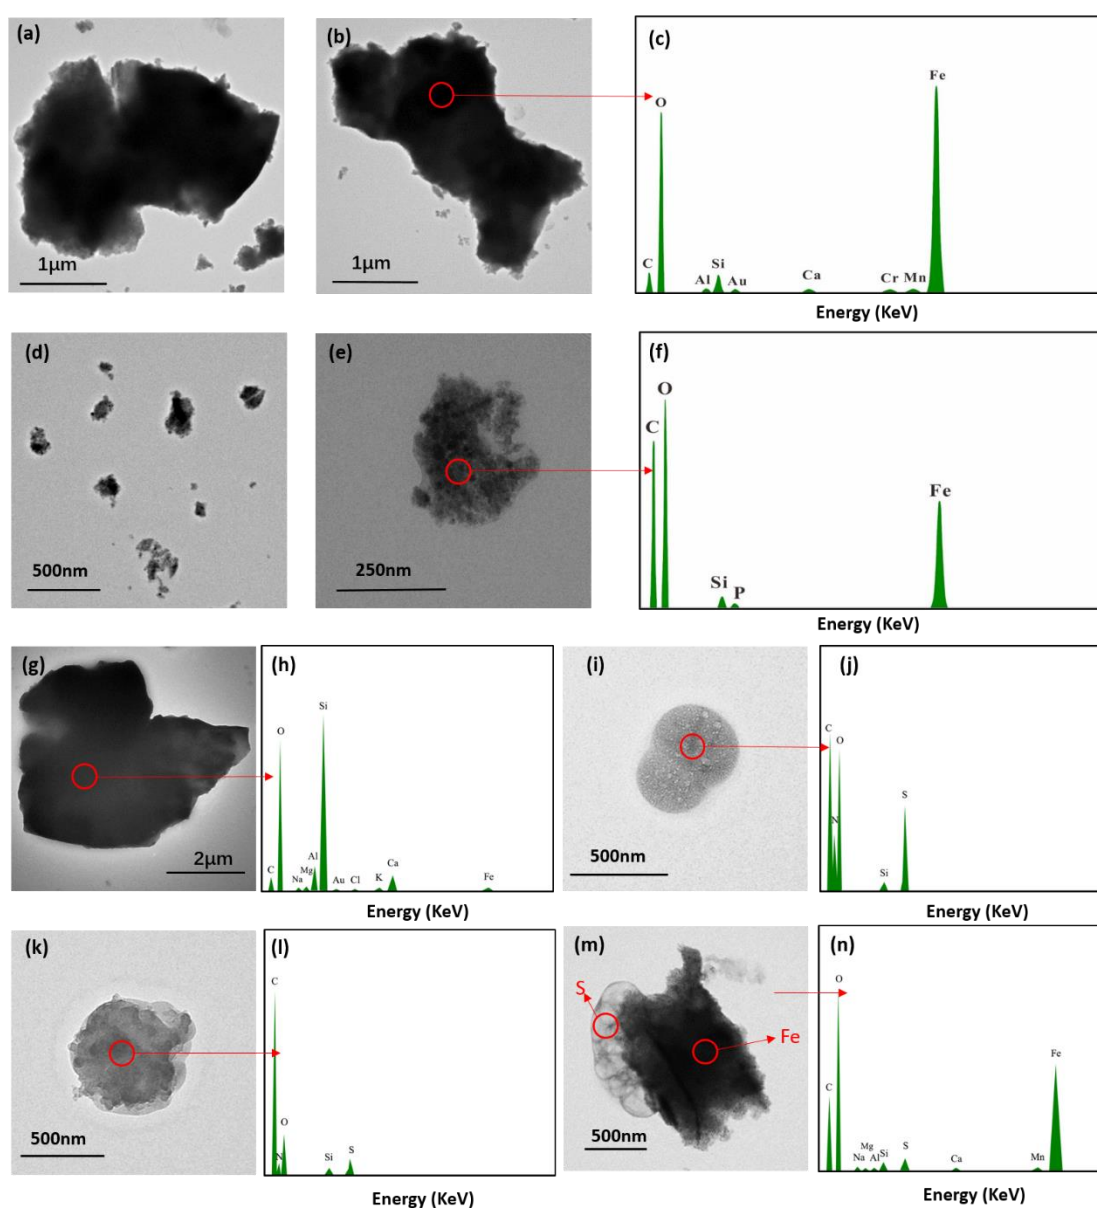 (a)
1μm
(b)
1μm
(c)
C
O
Al
Si
Au
Ca
Cr
Mn
Fe
Energy (KeV)
(d)
500nm
(e)
250nm
(f)
C
O
Si
P
Fe
Energy (KeV)
(g)
2μm
(h)
C
O
Na
Mg
Al
Si
Au
Cl
K
Ca
Fe
Energy (KeV)
(i)
500nm
(j)
C
N
O
Si
S
Energy (KeV)
(k)
500nm
(l)
C
N
O
Si
S
Energy (KeV)
(m)
S
Fe
500nm
(n)
C
O
Na
Mg
Al
Si
S
Ca
Mn
Fe
Energy (KeV)